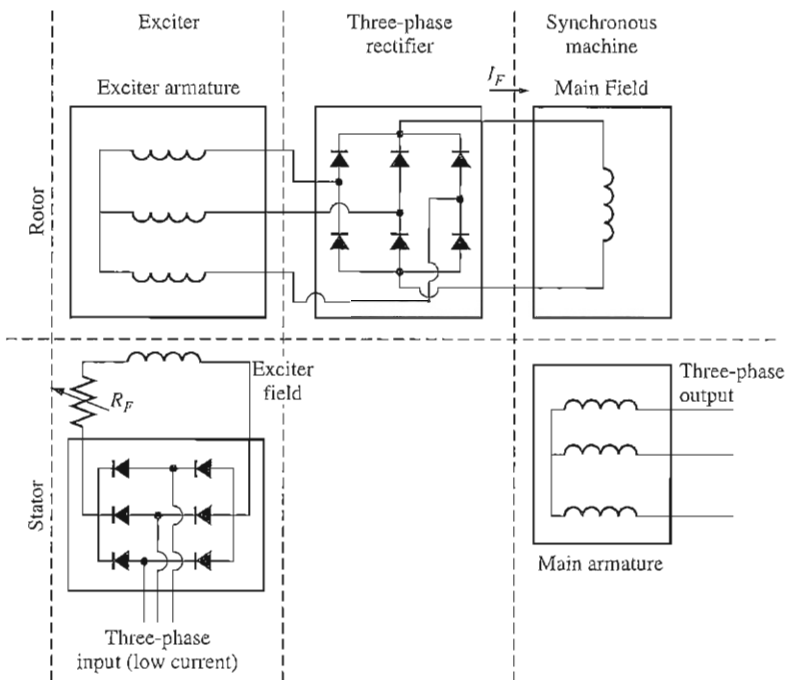 Exciter
Three-phase
rectifier
Synchronous
machine
Exciter armature
I_F
Main Field
Rotor
Exciter
field
R_F
Three-phase
output
Stator
Main armature
Three-phase
input (low current)